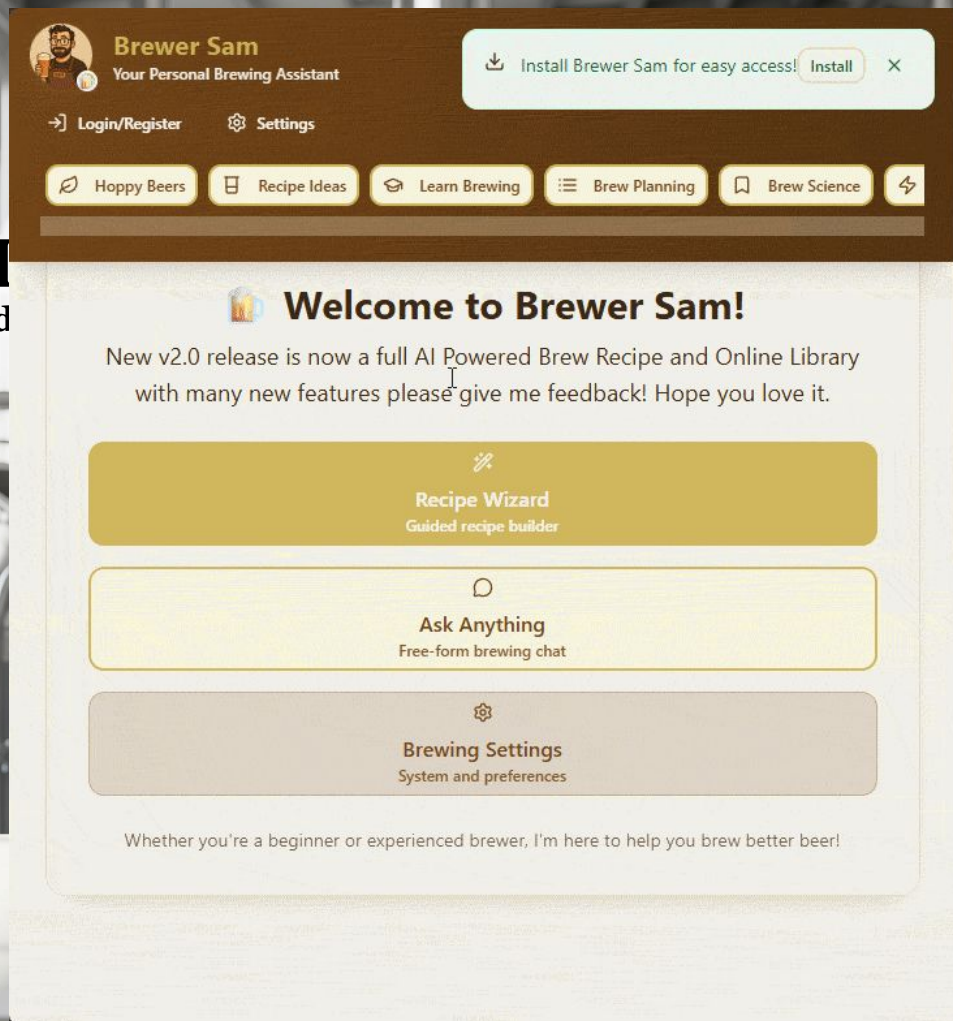 Brewer Sam
Your Personal Brewing Assistant
Install Brewer Sam for easy access!
Install
Login/Register
Settings
Hoppy Beers
Recipe Ideas
Learn Brewing
Brew Planning
Brew Science
Welcome to Brewer Sam!
New v2.0 release is now a full AI Powered Brew Recipe and Online Library
with many new features please give me feedback! Hope you love it.
Recipe Wizard
Guided recipe builder
Ask Anything
Free-form brewing chat
Brewing Settings
System and preferences
Whether you're a beginner or experienced brewer, I'm here to help you brew better beer!